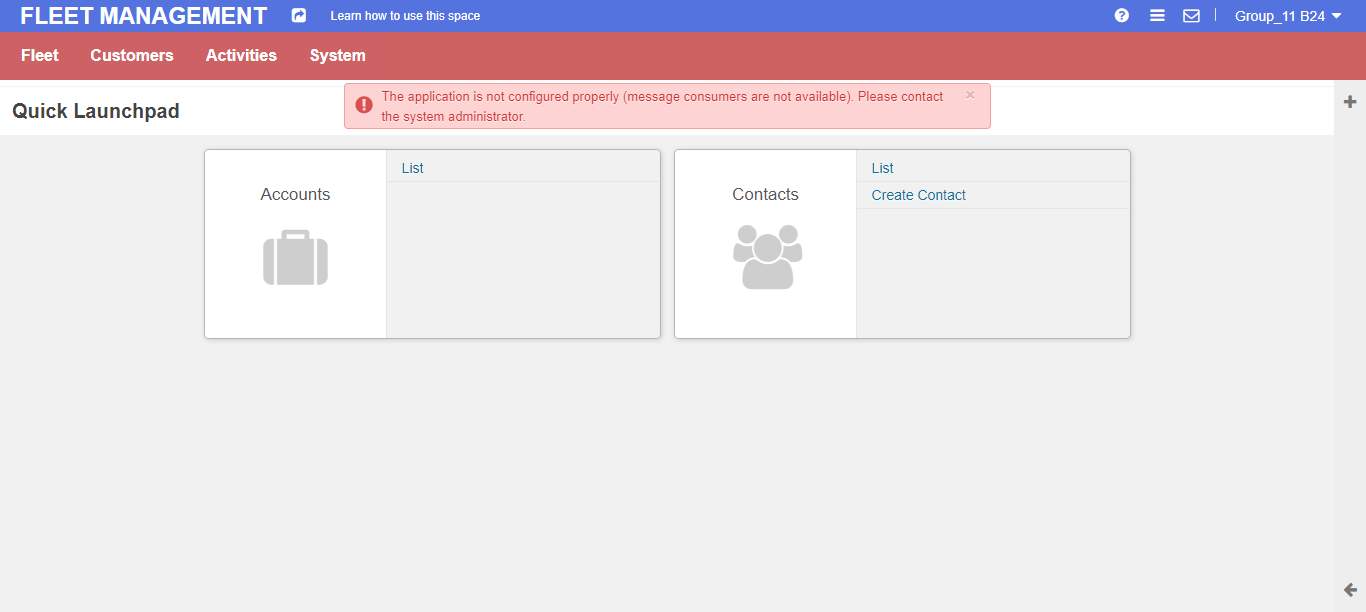 FLEET MANAGEMENT
Learn how to use this space
Group_11 B24
Fleet
Customers
Activities
System
Quick Launchpad
The application is not configured properly (message consumers are not available). Please contact
the system administrator.
Accounts
List
Contacts
List
Create Contact